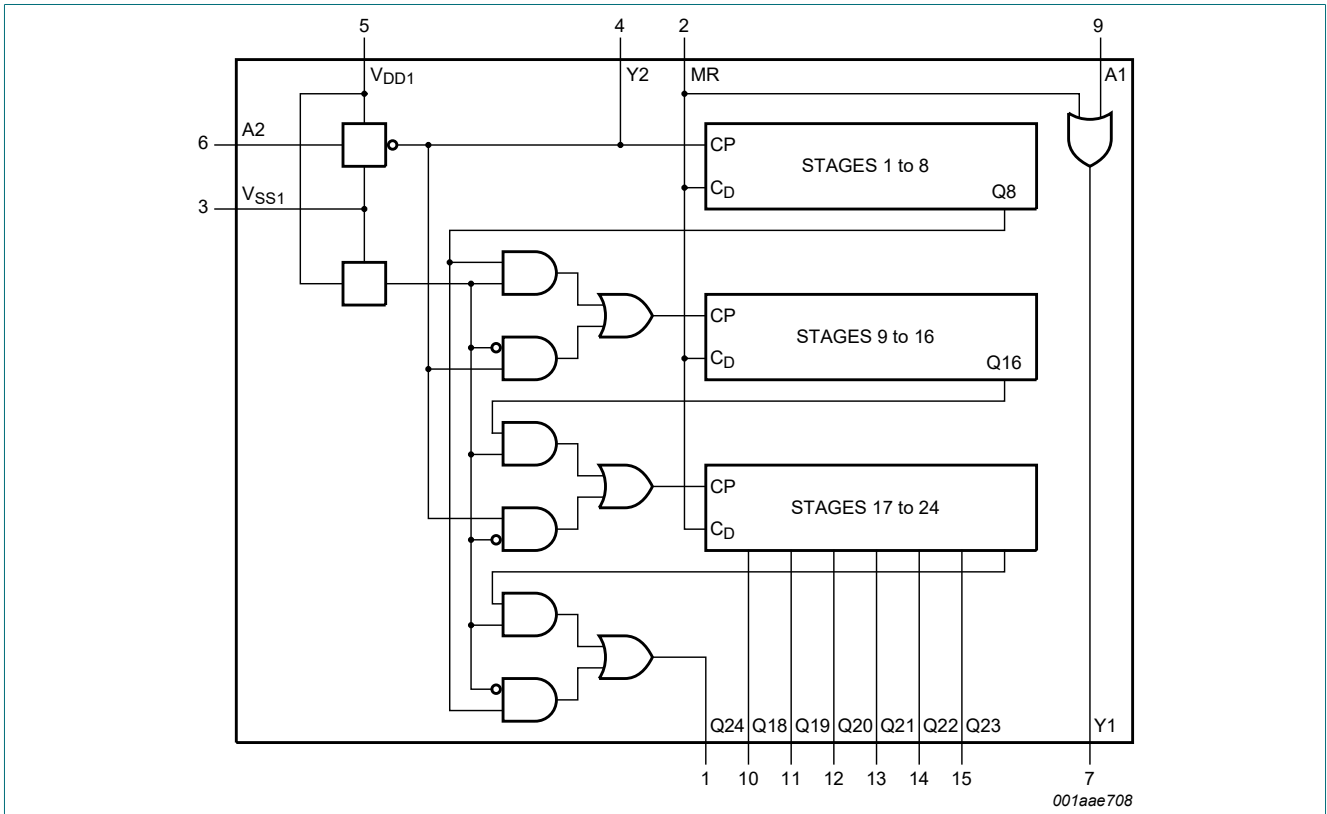 5 4 2 9
VDD1 Y2 MR A1
6 A2
CP
STAGES 1 to 8
3 VSS1
CD
Q8
CP
STAGES 9 to 16
CD
Q16
CP
STAGES 17 to 24
CD
Q24 Q18 Q19 Q20 Q21 Q22 Q23 Y1
1 10 11 12 13 14 15 7
001aae708